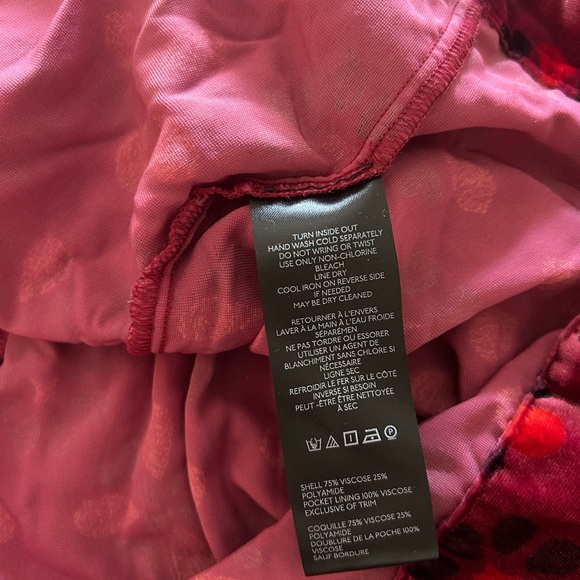 TURN INSIDE OUT
HAND WASH COLD SEPARATELY
DO NOT WRING OR TWIST
USE ONLY NON-CHLORINE
BLEACH
LINE DRY
COOL IRON ON REVERSE SIDE
IF NEEDED
MAY BE DRY CLEANED
RETOURNER À L'ENVERS
LAVER À LA MAIN À L'EAU FROIDE
SÉPARÉMENT
NE PAS TORDRE OU ESSORER
UTILISER UN AGENT DE
BLANCHIMENT SANS CHLORE SI
NÉCESSAIRE
LIGNE SEC
REFROIDIR LE FER SUR LE CÔTÉ
INVERSE SI BESOIN
PEUT -ÊTRE ÊTRE NETTOYÉE
À SEC
P
SHELL 75% VISCOSE 25%
POLYAMIDE
POCKET LINING 100% VISCOSE
EXCLUSIVE OF TRIM
COQUILLE 75% VISCOSE 25%
POLYAMIDE
DOUBLURE DE LA POCHE 100%
VISCOSE
SAUF BORDURE